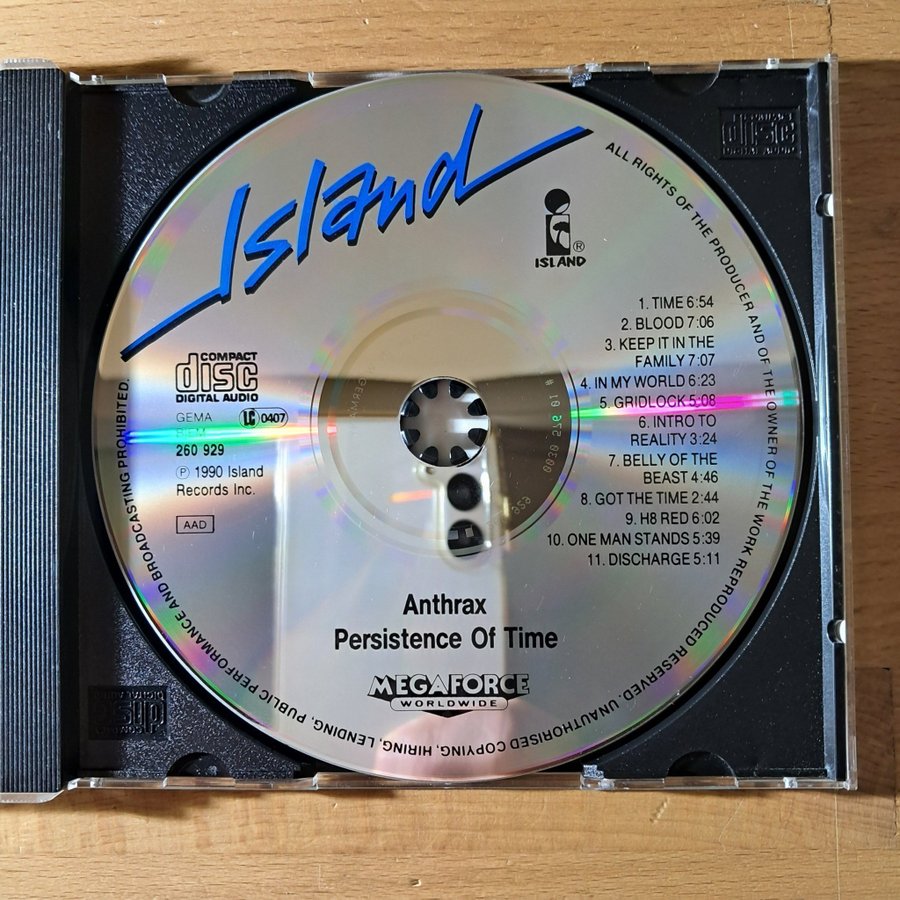 Island
ISLAND ®
ALL RIGHTS OF THE PRODUCER AND OF THE OWNER OF THE WORK REPRODUCED RESERVED. UNAUTHORISED COPYING, HIRING, LENDING, PUBLIC PERFORMANCE AND BROADCASTING PROHIBITED.
1. TIME 6:54
2. BLOOD 7:06
3. KEEP IT IN THE
FAMILY 7:07
4. IN MY WORLD 6:23
5. GRIDLOCK 5:08
6. INTRO TO
REALITY 3:24
7. BELLY OF THE
BEAST 4:46
8. GOT THE TIME 2:44
9. H8 RED 6:02
10. ONE MAN STANDS 5:39
11. DISCHARGE 5:11
COMPACT
disc
DIGITAL AUDIO
GEMA
LC 0407
260 929
Ⓟ 1990 Island
Records Inc.
AAD
Anthrax
Persistence Of Time
MEGAFORCE
WORLDWIDE
disc
disc